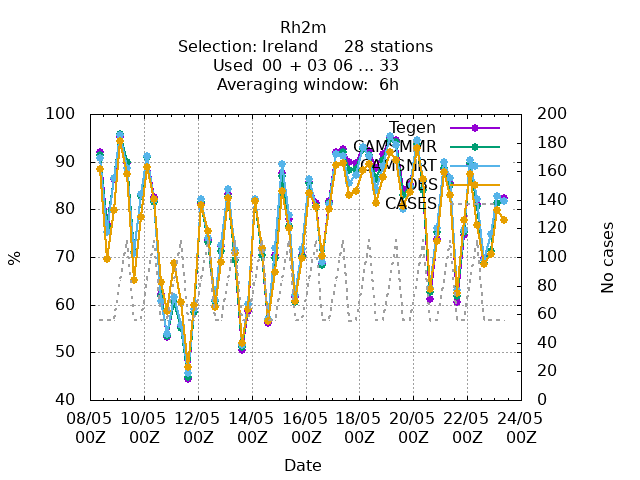 Rh2m
Selection: Ireland 28 stations
Used 00 + 03 06 ... 33
Averaging window: 6h
100
90
80
70
60
50
40
%
200
180
160
140
120
100
80
60
40
20
0
No cases
Tegen
CAMSNRT
OBS
CASES
08/05 10/05 12/05 14/05 16/05 18/05 20/05 22/05 24/05
00Z 00Z 00Z 00Z 00Z 00Z 00Z 00Z 00Z
Date